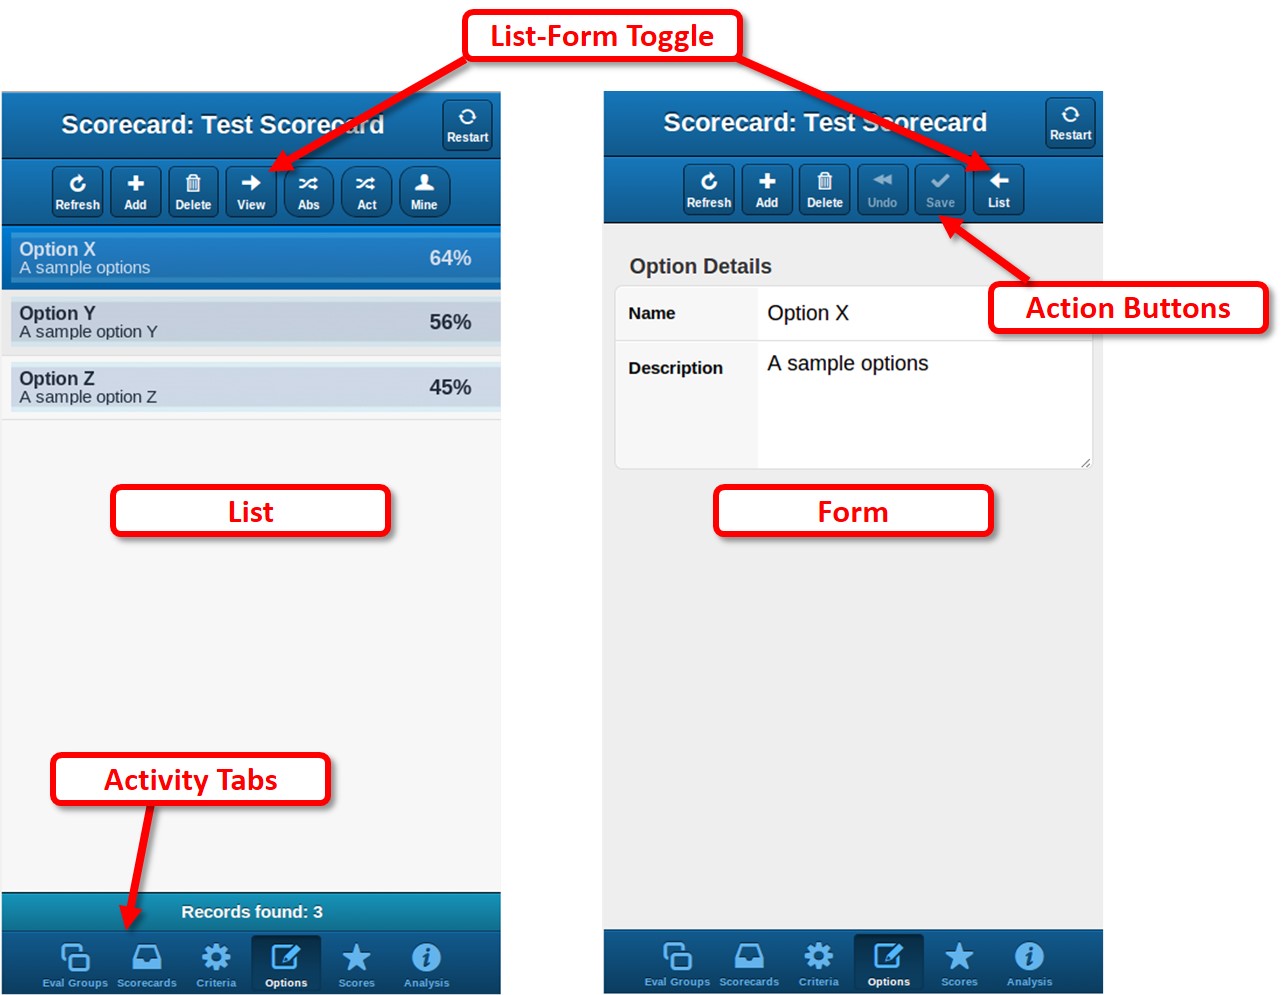 List-Form Toggle
Scorecard: Test Scorecard
Restart
Refresh
Add
Delete
View
Abs
Act
Mine
Option X
A sample options
64%
Option Y
A sample option Y
56%
Option Z
A sample option Z
45%
List
Activity Tabs
Records found: 3
Eval Groups
Scorecards
Criteria
Options
Scores
Analysis
Scorecard: Test Scorecard
Restart
Refresh
Add
Delete
Undo
Save
List
Action Buttons
Option Details
Name
Option X
Description
A sample options
Form
Eval Groups
Scorecards
Criteria
Options
Scores
Analysis